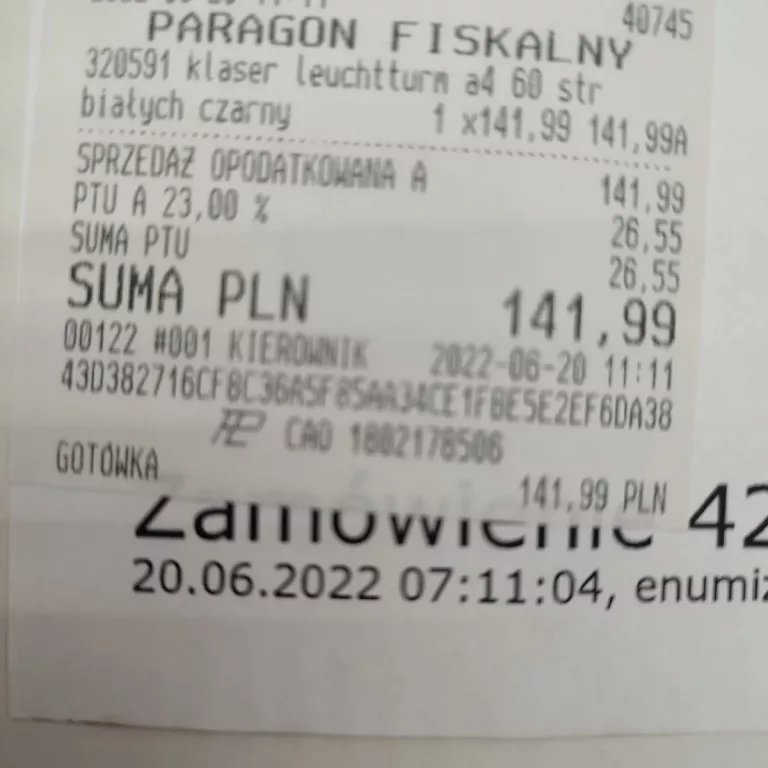 40745
PARAGON FISKALNY
320591 klaser leuchtturm a4 60 str
białych czarny 1 x141,99 141,99A
SPRZEDAŻ OPODATKOWANA A 141,99
PTU A 23,00 % 26,55
SUMA PTU 26,55
SUMA PLN 141,99
00122 #001 KIEROWNIK 2022-06-20 11:11
43D382716CF8C36A5F85AA34CE1F8E5E2EF6DA38
CAO 1802178506
GOTÓWKA 141,99 PLN
Zamówienie 42
20.06.2022 07:11:04, enumiz